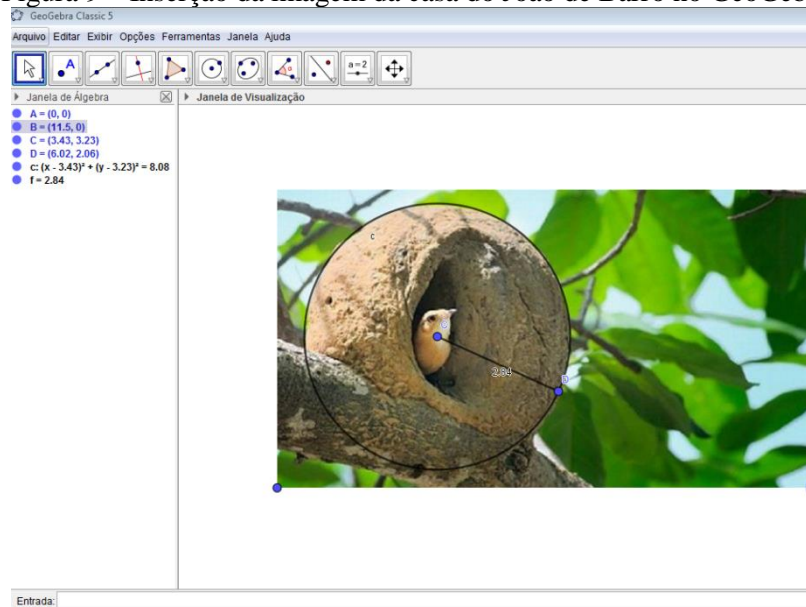 Figura 9 – Inserção da imagem da casa do João de Barro no GeoGeb
GeoGebra Classic 5
Arquivo Editar Exibir Opções Ferramentas Janela Ajuda
A
a=2
Janela de Álgebra
Janela de Visualização
A = (0, 0)
B = (11.5, 0)
C = (3.43, 3.23)
D = (6.02, 2.06)
c: (x - 3.43)² + (y - 3.23)² = 8.08
f = 2.84
c
C
2.84
D
Entrada: